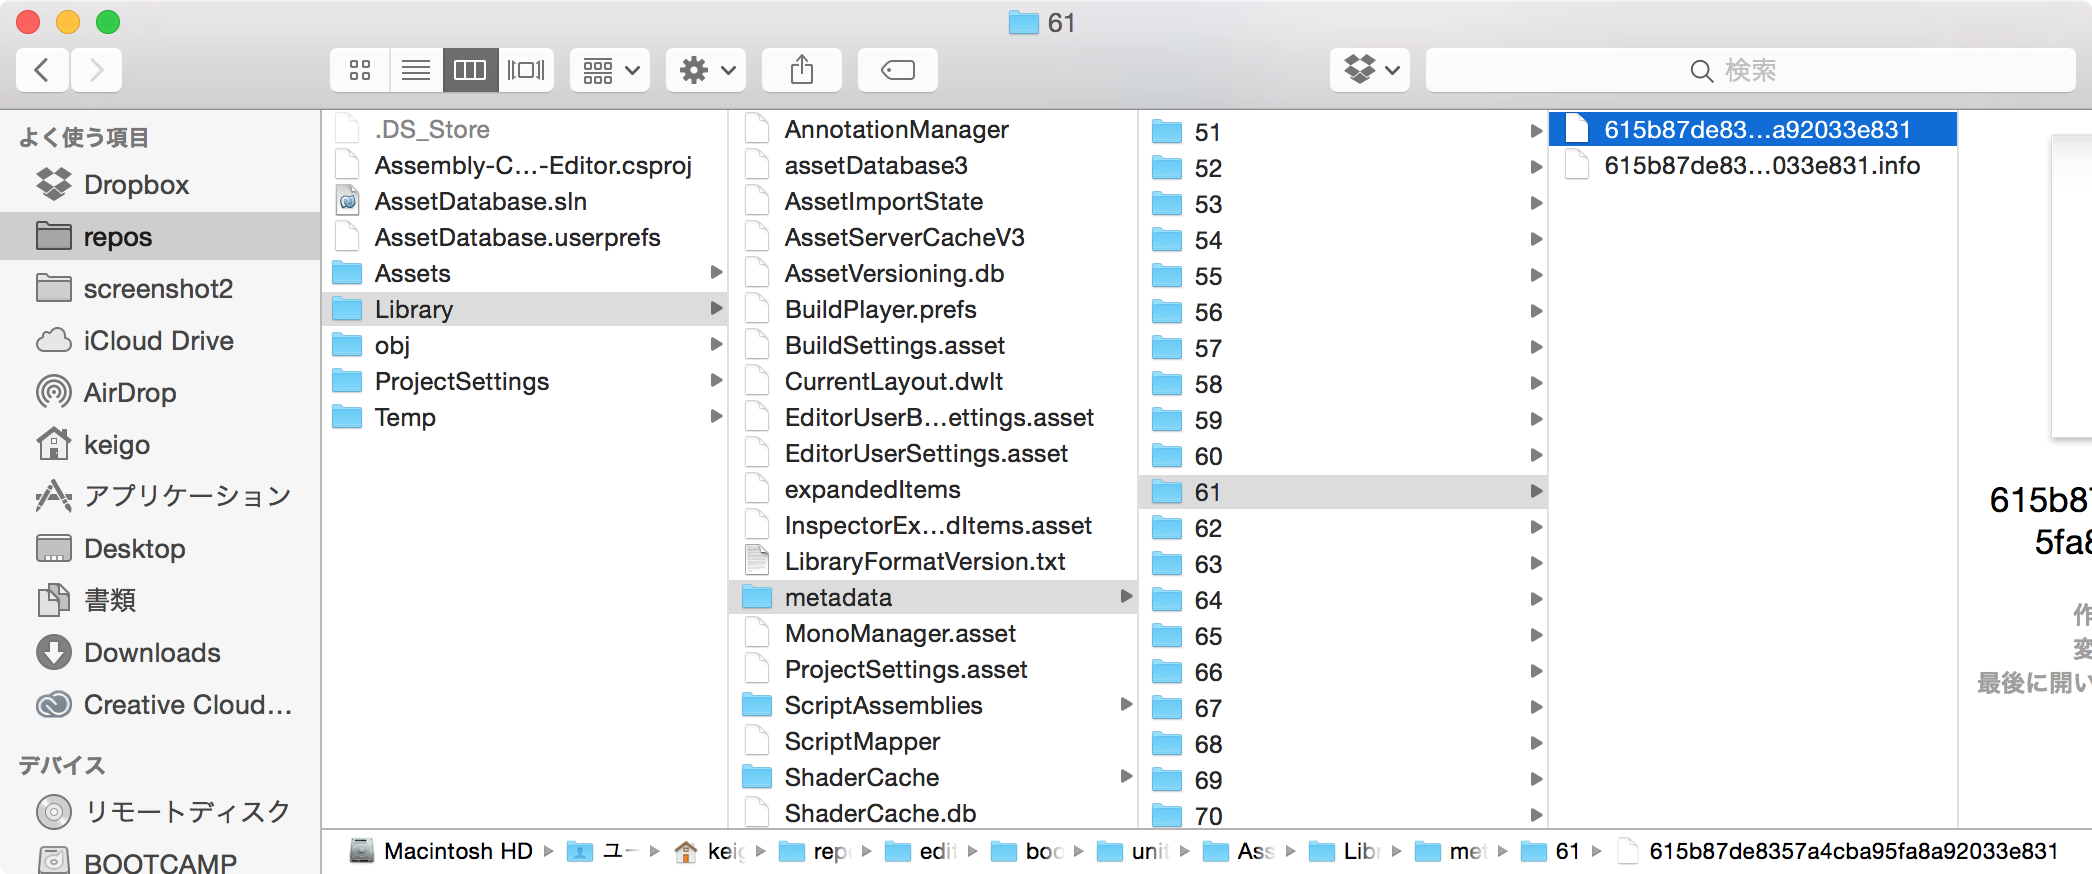 61
検索
よく使う項目
Dropbox
repos
screenshot2
iCloud Drive
AirDrop
keigo
アプリケーション
Desktop
書類
Downloads
Creative Cloud...
デバイス
リモートディスク
BOOTCAMP
.DS_Store
Assembly-C...-Editor.csproj
AssetDatabase.sln
AssetDatabase.userprefs
Assets
Library
obj
ProjectSettings
Temp
AnnotationManager
assetDatabase3
AssetImportState
AssetServerCacheV3
AssetVersioning.db
BuildPlayer.prefs
BuildSettings.asset
CurrentLayout.dwlt
EditorUserB...ettings.asset
EditorUserSettings.asset
expandedItems
InspectorEx...dItems.asset
LibraryFormatVersion.txt
metadata
MonoManager.asset
ProjectSettings.asset
ScriptAssemblies
ScriptMapper
ShaderCache
ShaderCache.db
51
52
53
54
55
56
57
58
59
60
61
62
63
64
65
66
67
68
69
70
615b87de83...a92033e831
615b87de83...033e831.info
615b8
5fa8
作
変
最後に開い
Macintosh HD
ユー
keig
rep
edit
boo
unit
Ass
Libr
met
61
615b87de8357a4cba95fa8a92033e831